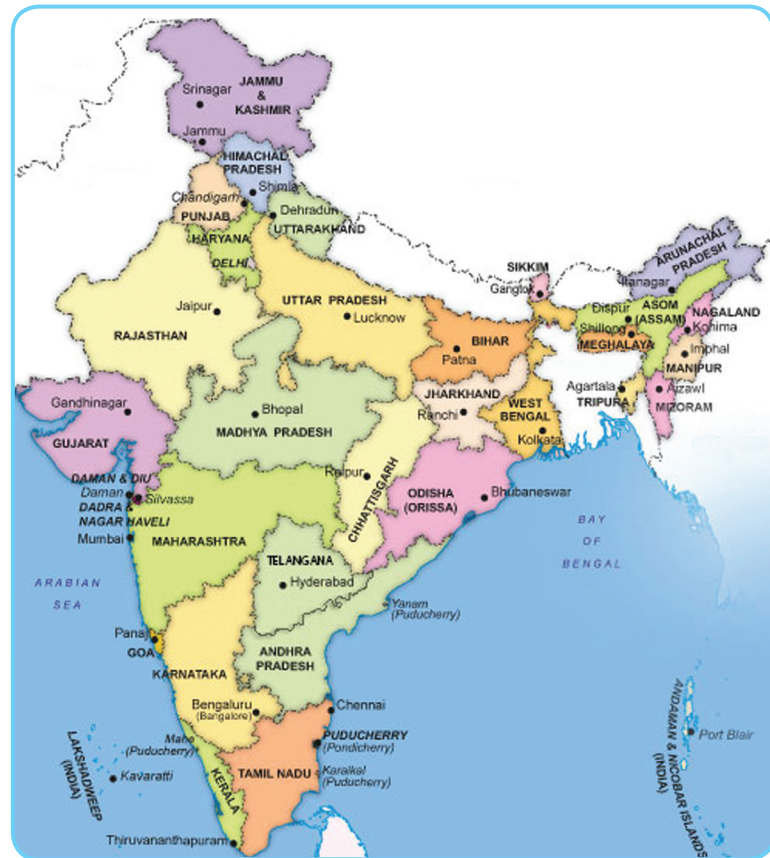 Srinagar
JAMMU
&
KASHMIR
Jammu
HIMACHAL
PRADESH
Shimla
Chandigarh
PUNJAB
Dehradun
UTTARAKHAND
HARYANA
DELHI
SIKKIM
Gangtok
ARUNACHAL
PRADESH
Itanagar
Jaipur
RAJASTHAN
UTTAR PRADESH
Lucknow
BIHAR
Patna
Dispur
ASOM
(ASSAM)
NAGALAND
Kohima
Shillong
MEGHALAYA
Imphal
MANIPUR
Gandhinagar
GUJARAT
Bhopal
MADHYA PRADESH
JHARKHAND
Ranchi
WEST
BENGAL
Kolkata
Agartala
TRIPURA
Aizawl
MIZORAM
Raipur
CHHATTISGARH
ODISHA
(ORISSA)
Bhubaneswar
DAMAN & DIU
Daman
Silvassa
DADRA &
NAGAR HAVELI
Mumbai
MAHARASHTRA
TELANGANA
Hyderabad
BAY
OF
BENGAL
ARABIAN
SEA
Yanam
(Puducherry)
Panaji
GOA
KARNATAKA
ANDHRA
PRADESH
Bengaluru
(Bangalore)
Chennai
Mahe
(Puducherry)
PUDUCHERRY
(Pondicherry)
LAKSHADWEEP
(INDIA)
Kavaratti
KERALA
TAMIL NADU
Karaikal
(Puducherry)
Thiruvananthapuram
ANDAMAN & NICOBAR ISLANDS
(INDIA)
Port Blair